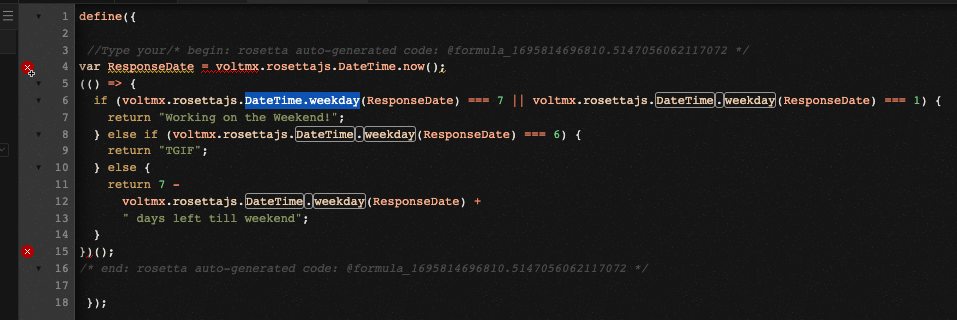 1 define({
2
3 //Type your/* begin: rosetta auto-generated code: @formula_1695814696810.5147056062117072 */
4 var ResponseDate = voltmx.rosettajs.DateTime.now();
5 (() => {
6 if (voltmx.rosettajs.DateTime.weekday(ResponseDate) === 7 || voltmx.rosettajs.DateTime.weekday(ResponseDate) === 1) {
7 return "Working on the Weekend!";
8 } else if (voltmx.rosettajs.DateTime.weekday(ResponseDate) === 6) {
9 return "TGIF";
10 } else {
11 return 7 -
12 voltmx.rosettajs.DateTime.weekday(ResponseDate) +
13 " days left till weekend";
14 }
15 })();
16 /* end: rosetta auto-generated code: @formula_1695814696810.5147056062117072 */
17
18 });